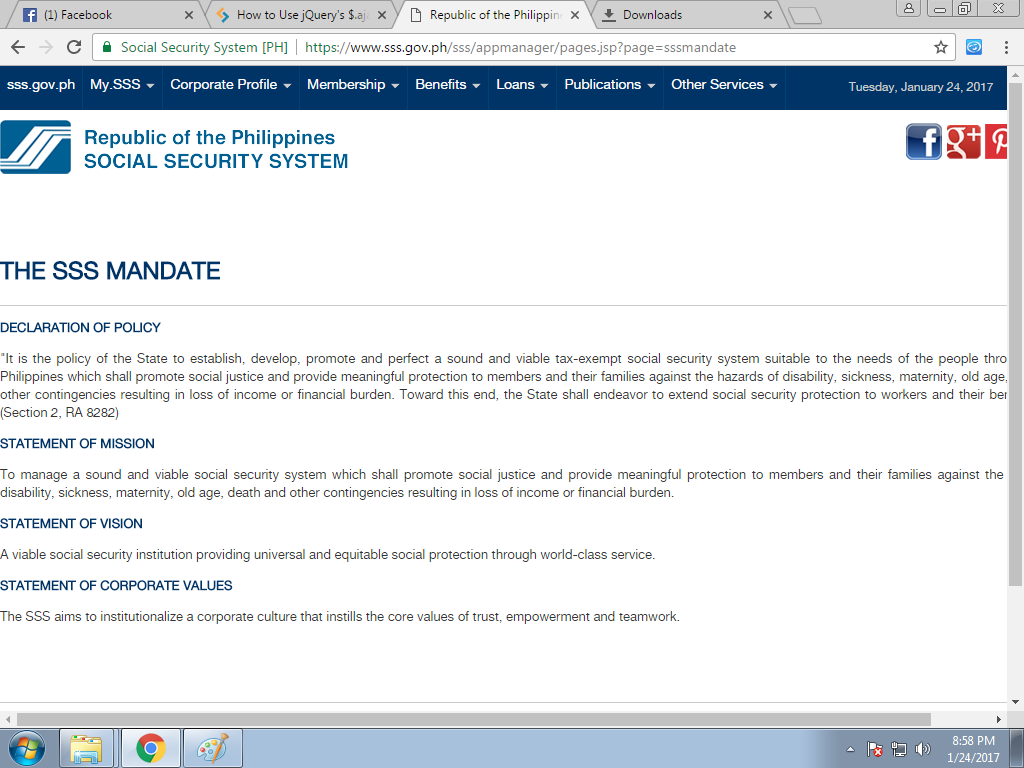 (1) Facebook
How to Use jQuery's $.aj
Republic of the Philippin
Downloads
Social Security System [PH]
https://www.sss.gov.ph/sss/appmanager/pages.jsp?page=sssmandate
sss.gov.ph My.SSS Corporate Profile Membership Benefits Loans Publications Other Services Tuesday, January 24, 2017
Republic of the Philippines
SOCIAL SECURITY SYSTEM
f g+
THE SSS MANDATE
DECLARATION OF POLICY
"It is the policy of the State to establish, develop, promote and perfect a sound and viable tax-exempt social security system suitable to the needs of the people thro
Philippines which shall promote social justice and provide meaningful protection to members and their families against the hazards of disability, sickness, maternity, old age,
other contingencies resulting in loss of income or financial burden. Toward this end, the State shall endeavor to extend social security protection to workers and their ber
(Section 2, RA 8282)
STATEMENT OF MISSION
To manage a sound and viable social security system which shall promote social justice and provide meaningful protection to members and their families against the
disability, sickness, maternity, old age, death and other contingencies resulting in loss of income or financial burden.
STATEMENT OF VISION
A viable social security institution providing universal and equitable social protection through world-class service.
STATEMENT OF CORPORATE VALUES
The SSS aims to institutionalize a corporate culture that instills the core values of trust, empowerment and teamwork.
8:58 PM
1/24/2017